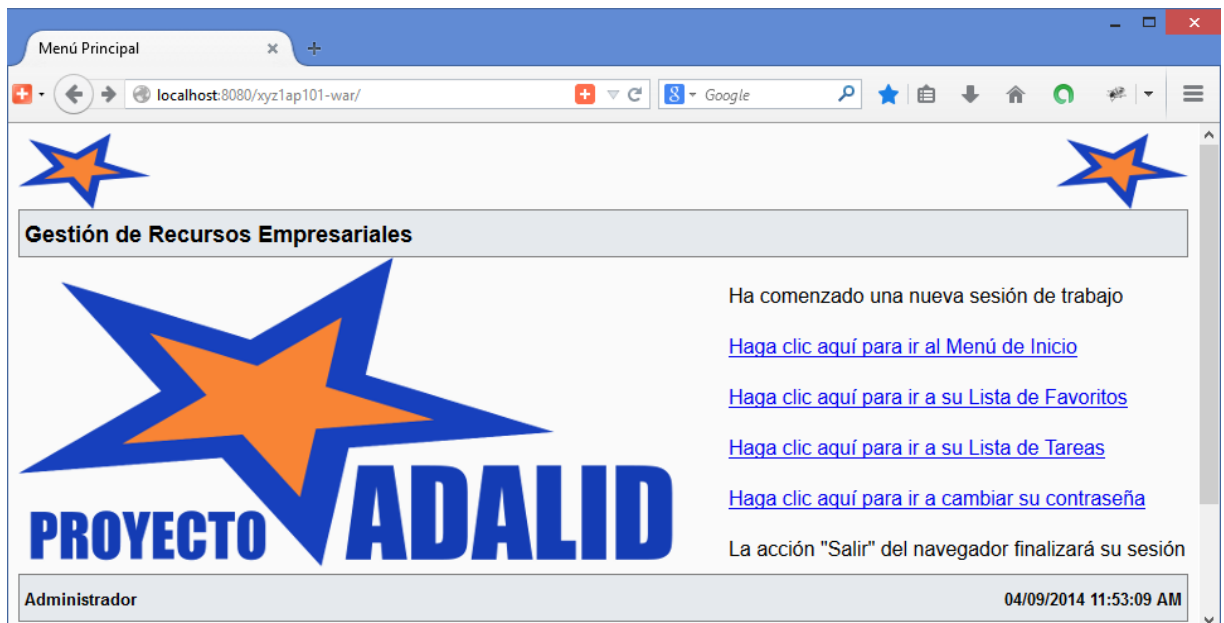 Menú Principal
localhost:8080/xyz1ap101-war/
8
Google
Gestión de Recursos Empresariales
Ha comenzado una nueva sesión de trabajo
Haga clic aquí para ir al Menú de Inicio
Haga clic aquí para ir a su Lista de Favoritos
Haga clic aquí para ir a su Lista de Tareas
Haga clic aquí para ir a cambiar su contraseña
La acción "Salir" del navegador finalizará su sesión
PROYECTO ADALID
Administrador
04/09/2014 11:53:09 AM